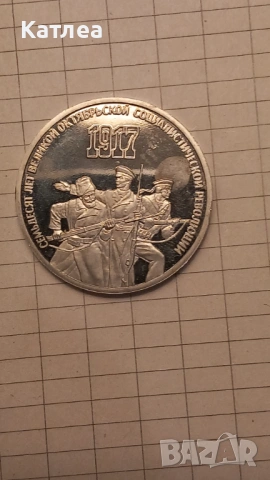 Катлеа
СЕМЬДЕСЯТ ЛЕТ ВЕЛИКОЙ ОКТЯБРЬСКОЙ СОЦИАЛИСТИЧЕСКОЙ РЕВОЛЮЦИИ
1917
bazar